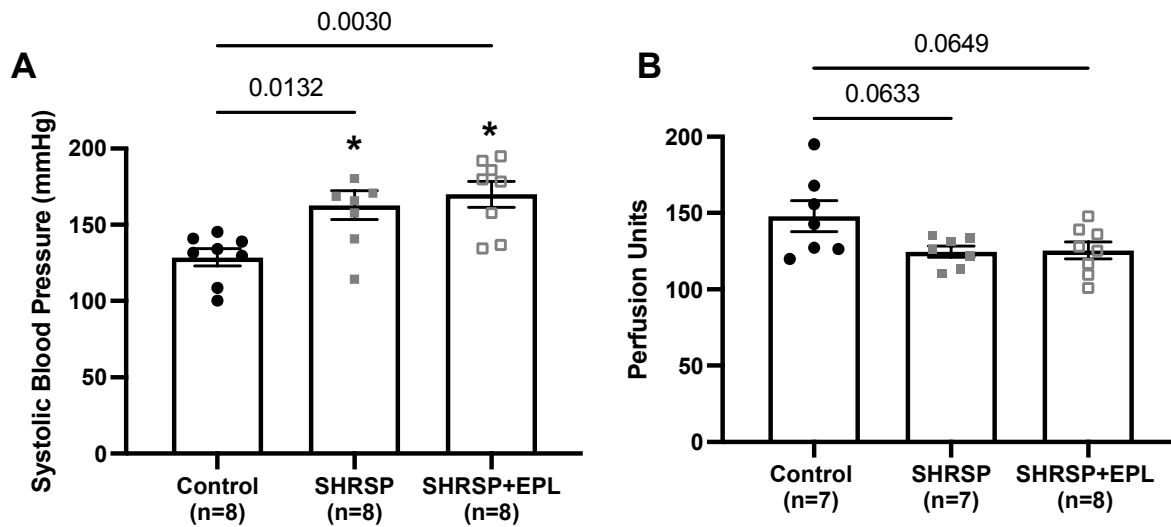 A
0.0030
0.0132
*
*
Systolic Blood Pressure (mmHg)
200
150
100
50
0
Control
(n=8)
SHRSP
(n=8)
SHRSP+EPL
(n=8)
B
0.0649
0.0633
Perfusion Units
200
150
100
50
0
Control
(n=7)
SHRSP
(n=7)
SHRSP+EPL
(n=8)